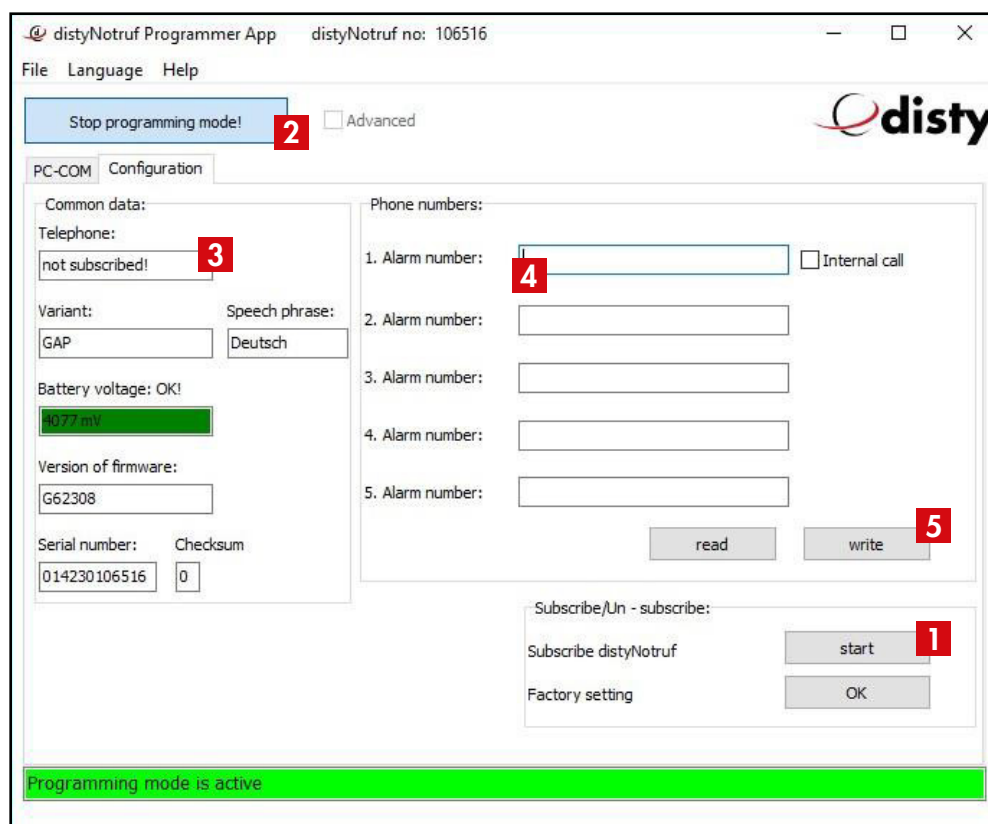 distyNotruf Programmer App distyNotruf no: 106516
File Language Help
Stop programming mode! 2 Advanced
disty
PC-COM Configuration
Common data:
Telephone:
not subscribed! 3
Variant: Speech phrase:
GAP Deutsch
Battery voltage: OK!
4077 mV
Version of firmware:
G62308
Serial number: Checksum
014230106516 0
Phone numbers:
1. Alarm number: 4 Internal call
2. Alarm number:
3. Alarm number:
4. Alarm number:
5. Alarm number:
read write 5
Subscribe/Un - subscribe:
Subscribe distyNotruf start 1
Factory setting OK
Programming mode is active